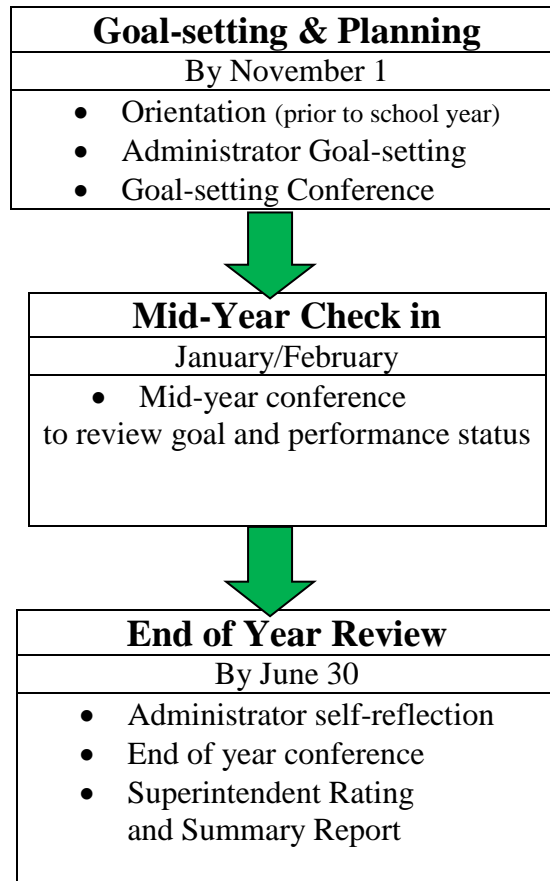 Goal-setting & Planning
By November 1
• Orientation (prior to school year)
• Administrator Goal-setting
• Goal-setting Conference
Mid-Year Check in
January/February
• Mid-year conference
to review goal and performance status
End of Year Review
By June 30
• Administrator self-reflection
• End of year conference
• Superintendent Rating
and Summary Report